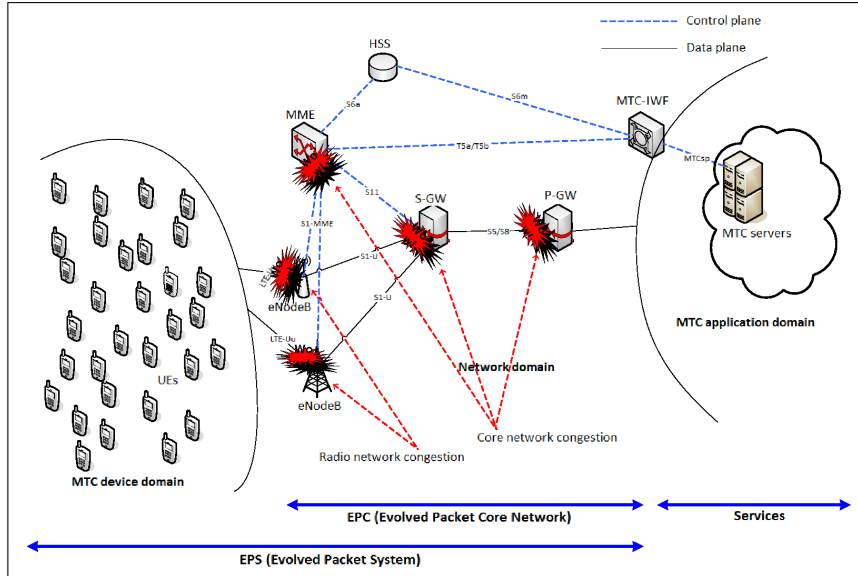 Control plane
Data plane
HSS
S6a
S6m
MME
MTC-IWF
T5a/T5b
MTCsp
S11
S-GW
P-GW
MTC servers
S1-MME
S5/S8
S1-U
eNodeB
S1-U
MTC application domain
LTE-Uu
UEs
Network domain
eNodeB
Radio network congestion
Core network congestion
MTC device domain
EPC (Evolved Packet Core Network)
Services
EPS (Evolved Packet System)